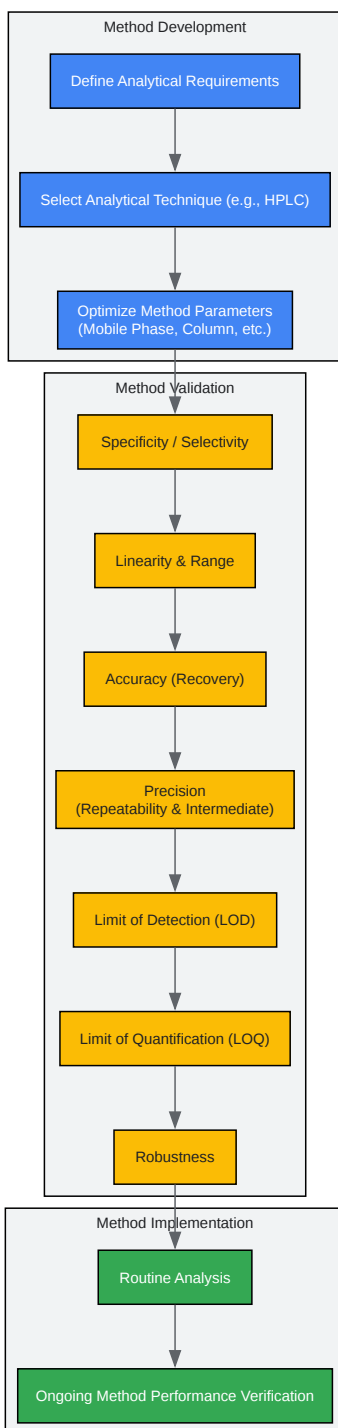 Method Development
Define Analytical Requirements
Select Analytical Technique (e.g., HPLC)
Optimize Method Parameters
(Mobile Phase, Column, etc.)
Method Validation
Specificity / Selectivity
Linearity & Range
Accuracy (Recovery)
Precision
(Repeatability & Intermediate)
Limit of Detection (LOD)
Limit of Quantification (LOQ)
Robustness
Method Implementation
Routine Analysis
Ongoing Method Performance Verification